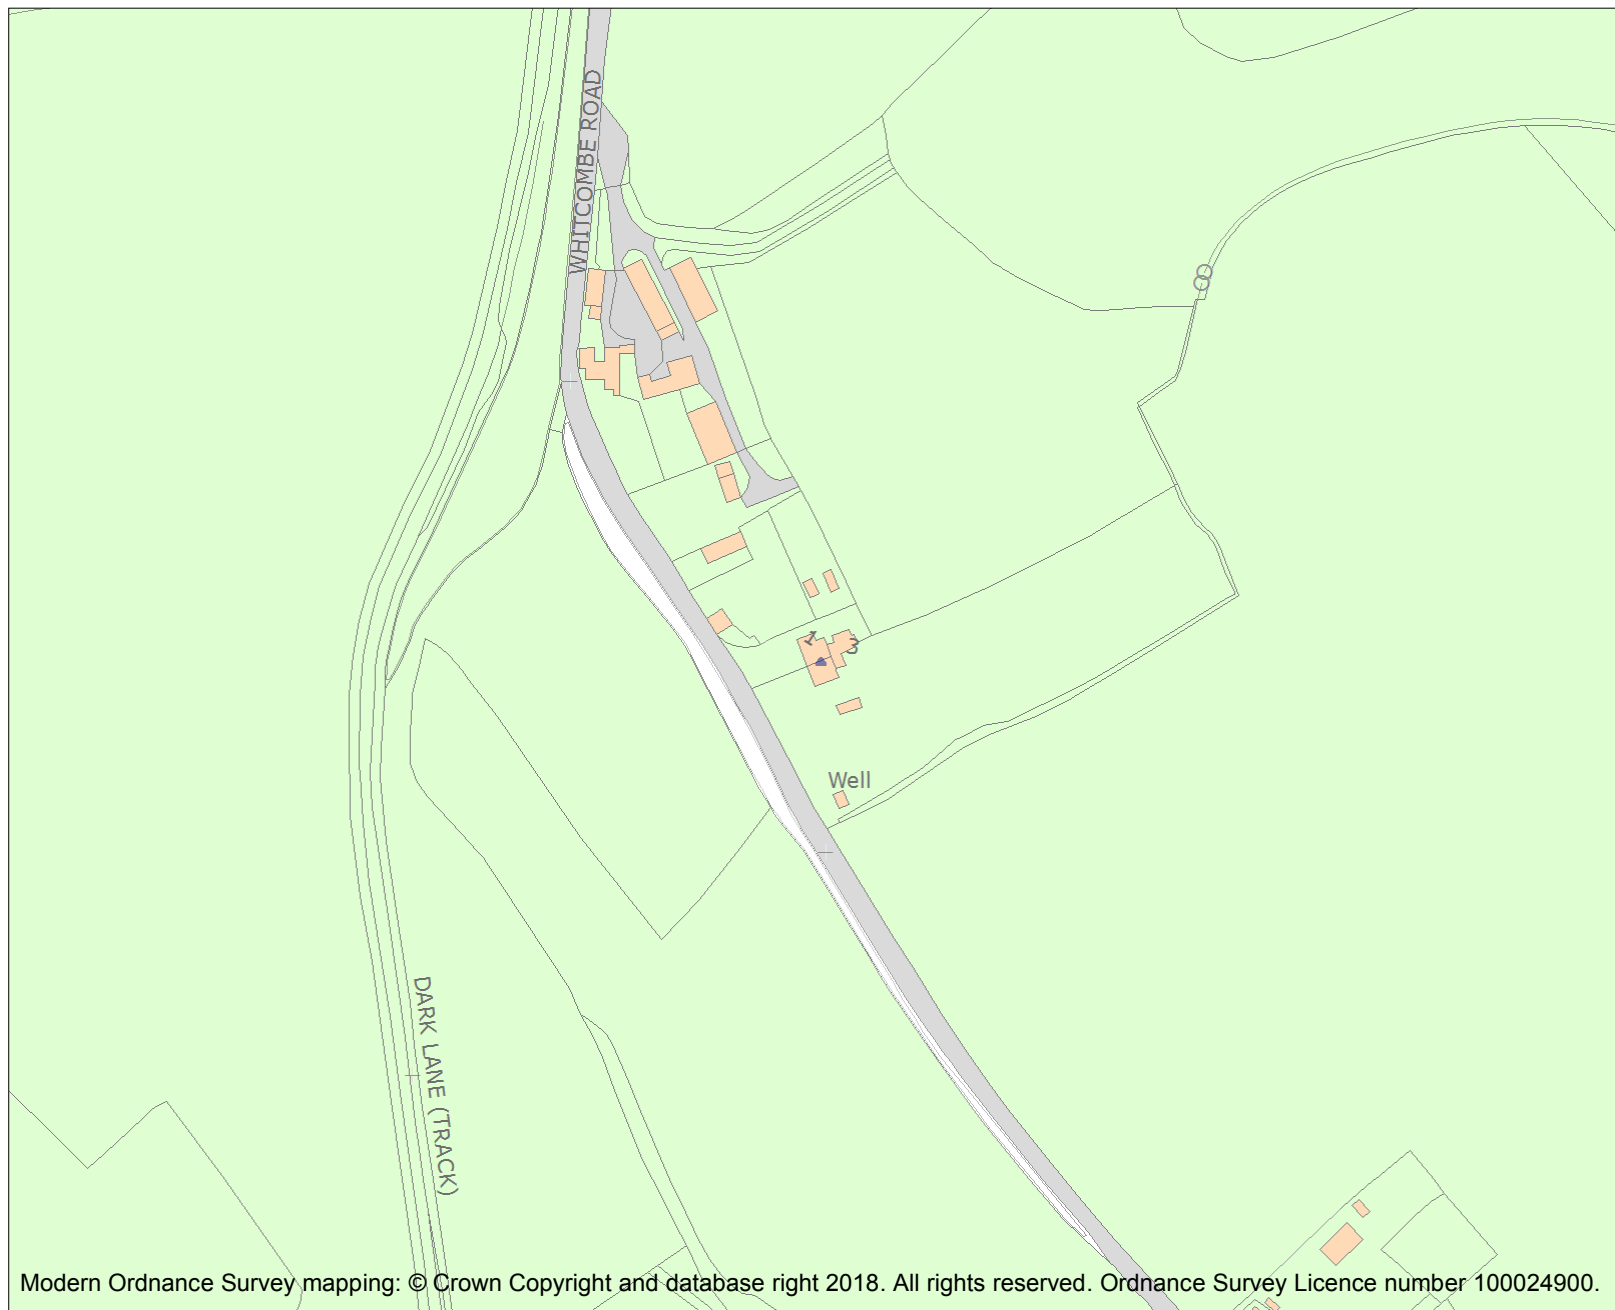 WHITCOMBE ROAD
1
3
Well
DARK LANE (TRACK)
Modern Ordnance Survey mapping: © Crown Copyright and database right 2018. All rights reserved. Ordnance Survey Licence number 100024900.